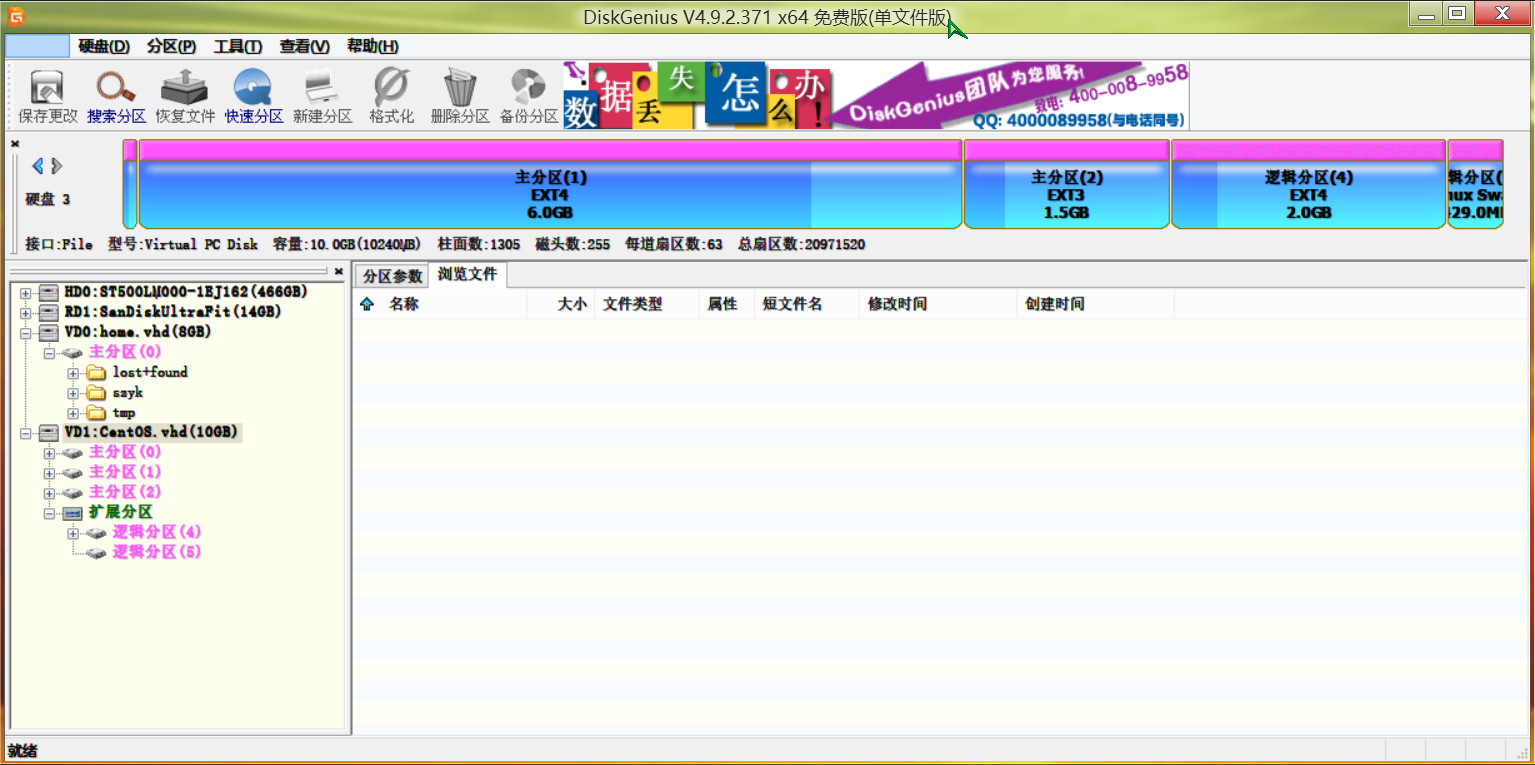 DiskGenius V4.9.2.371 x64 免费版(单文件版)
硬盘(D) 分区(P) 工具(T) 查看(V) 帮助(H)
保存更改 搜索分区 恢复文件 快速分区 新建分区 格式化 删除分区 备份分区
数据丢失怎么办!
DiskGenius团队为您服务!
致电: 400-008-9958
QQ: 4000089958(与电话同号)
硬盘 3
主分区(1)
EXT4
6.0GB
主分区(2)
EXT3
1.5GB
逻辑分区(4)
EXT4
2.0GB
辑分区(
nux Sw
29.0M
接口:File 型号:Virtual PC Disk 容量:10.0GB(10240MB) 柱面数:1305 磁头数:255 每道扇区数:63 总扇区数:20971520
HD0:ST500LM000-1EJ162(466GB)
RD1:SanDiskUltraFit(14GB)
VD0:home.vhd(8GB)
主分区(0)
lost+found
szyk
tmp
VD1:CentOS.vhd(10GB)
主分区(0)
主分区(1)
主分区(2)
扩展分区
逻辑分区(4)
逻辑分区(5)
分区参数 浏览文件
名称 大小 文件类型 属性 短文件名 修改时间 创建时间
就绪